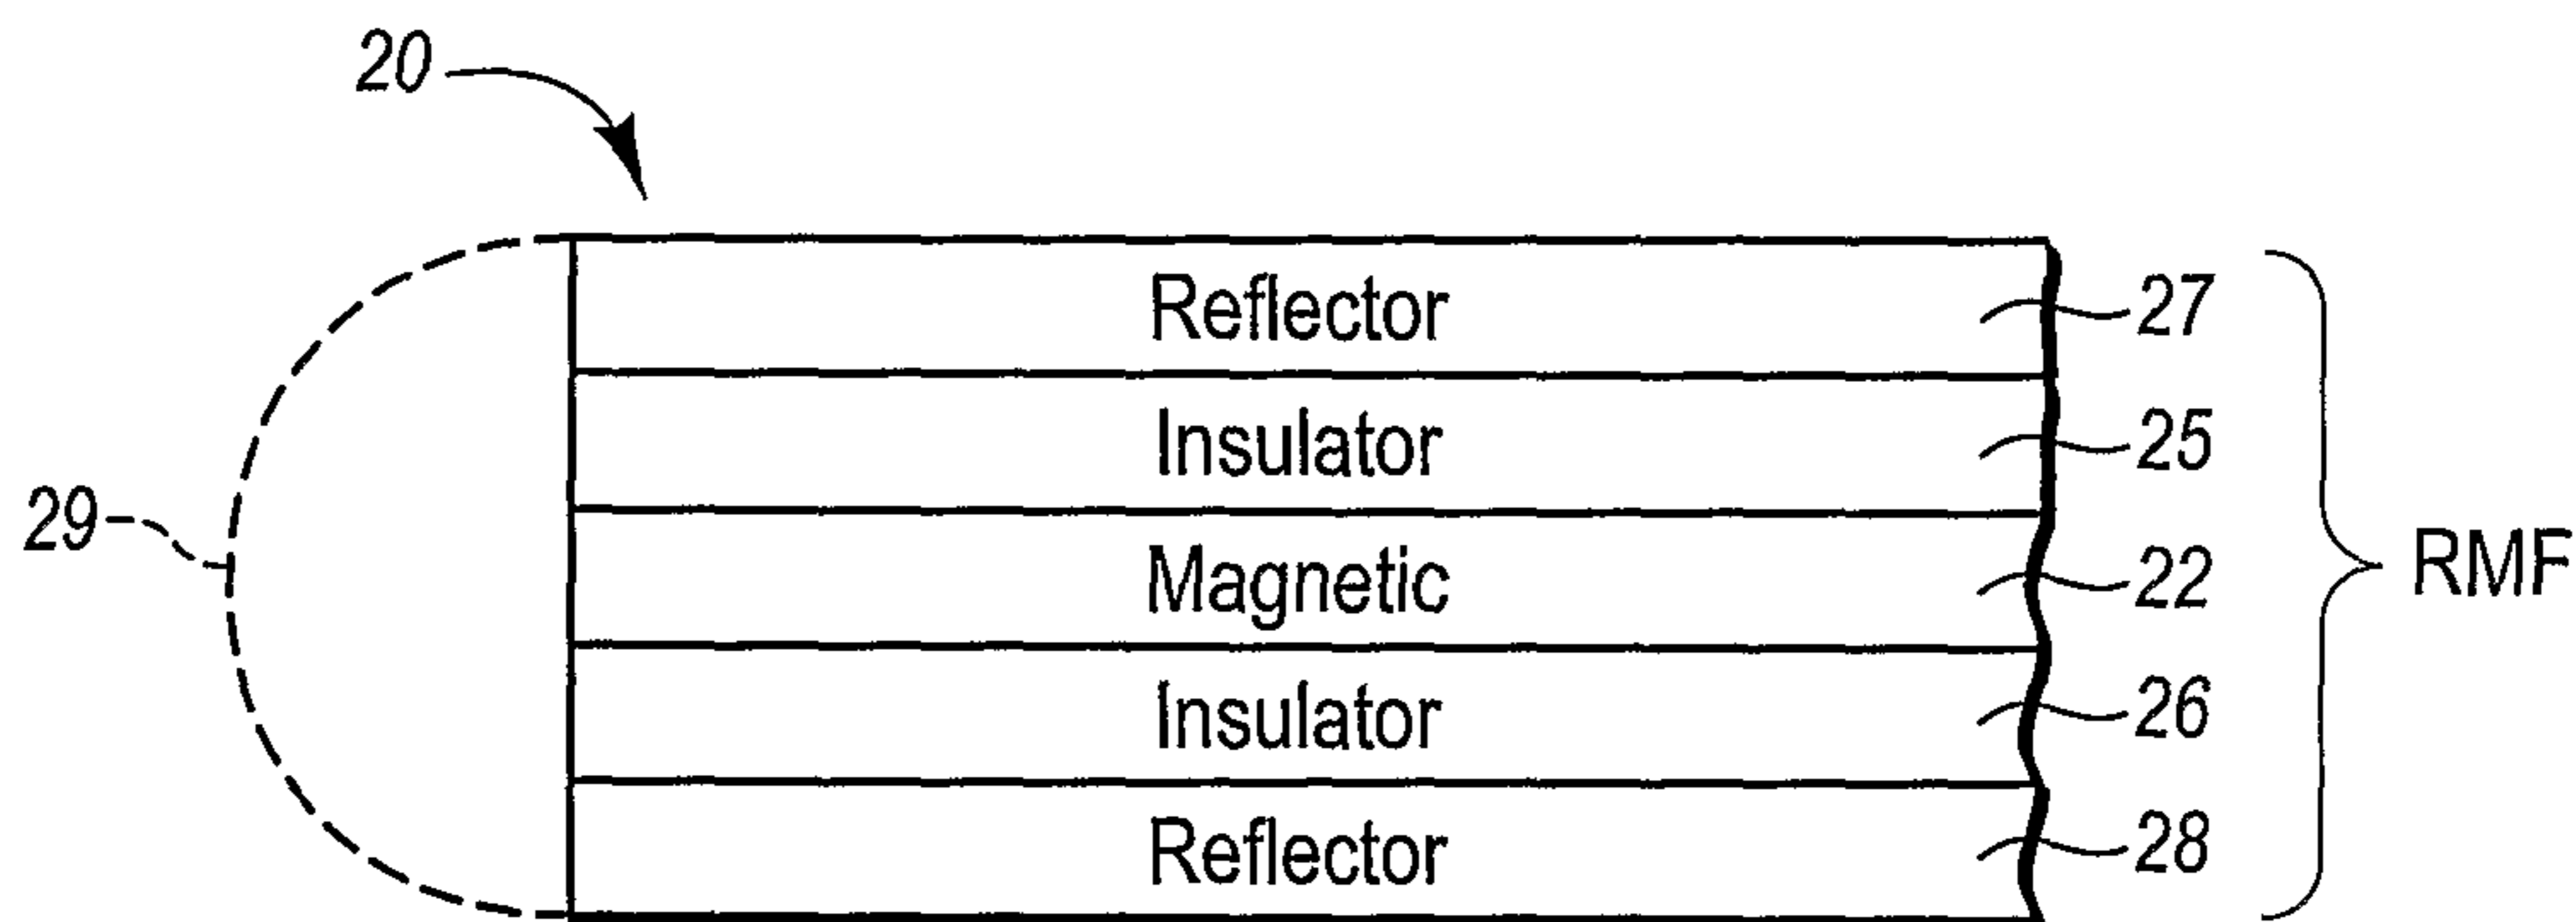 20
Reflector 27
Insulator 25
29 Magnetic 22 RMF
Insulator 26
Reflector 28